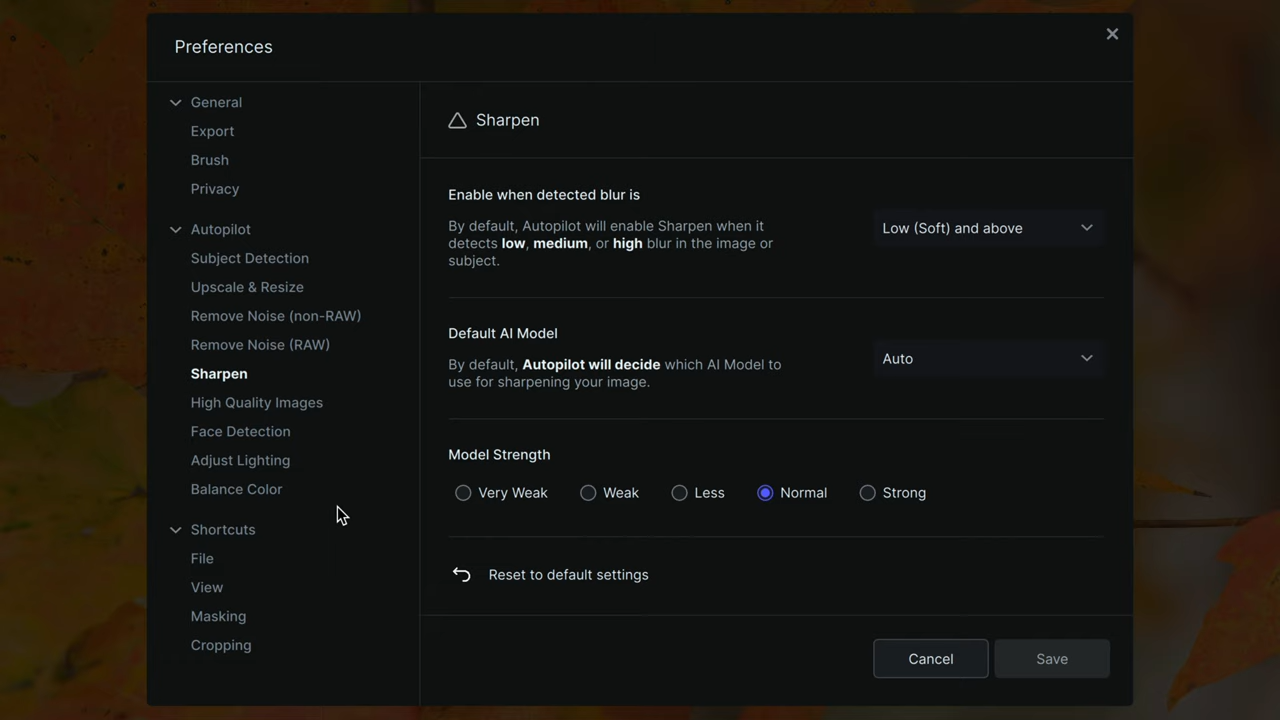 Preferences
General
Export
Brush
Privacy
Autopilot
Subject Detection
Upscale & Resize
Remove Noise (non-RAW)
Remove Noise (RAW)
Sharpen
High Quality Images
Face Detection
Adjust Lighting
Balance Color
Shortcuts
File
View
Masking
Cropping
Sharpen
Enable when detected blur is
By default, Autopilot will enable Sharpen when it
detects low, medium, or high blur in the image or
subject.
Low (Soft) and above
Default AI Model
By default, Autopilot will decide which AI Model to
use for sharpening your image.
Auto
Model Strength
Very Weak Weak Less Normal Strong
Reset to default settings
Cancel Save